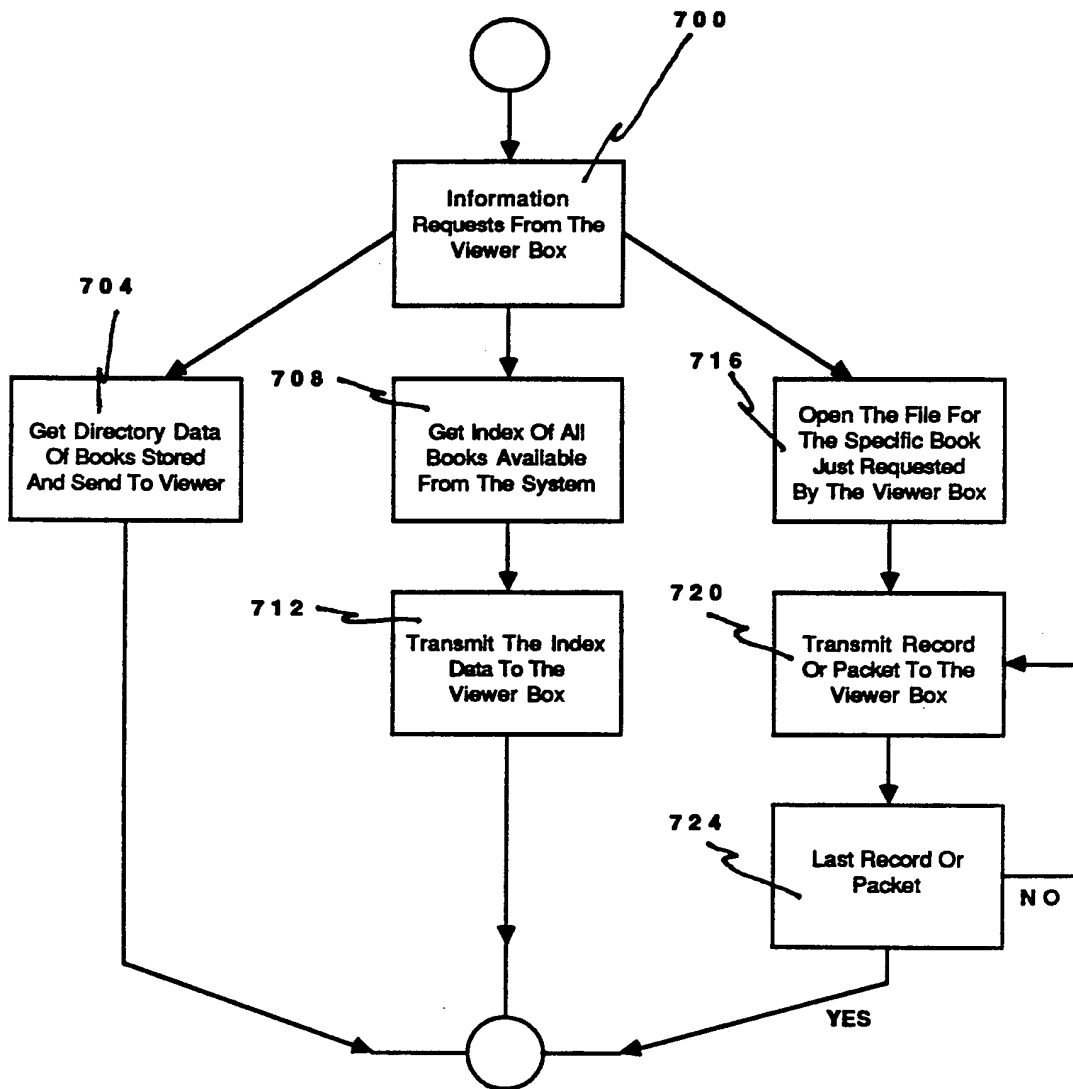 700
Information
Requests From The
Viewer Box
704
Get Directory Data
Of Books Stored
And Send To Viewer
708
Get Index Of All
Books Available
From The System
716
Open The File For
The Specific Book
Just Requested
By The Viewer Box
712
Transmit The Index
Data To The
Viewer Box
720
Transmit Record
Or Packet To The
Viewer Box
724
Last Record Or
Packet
NO
YES